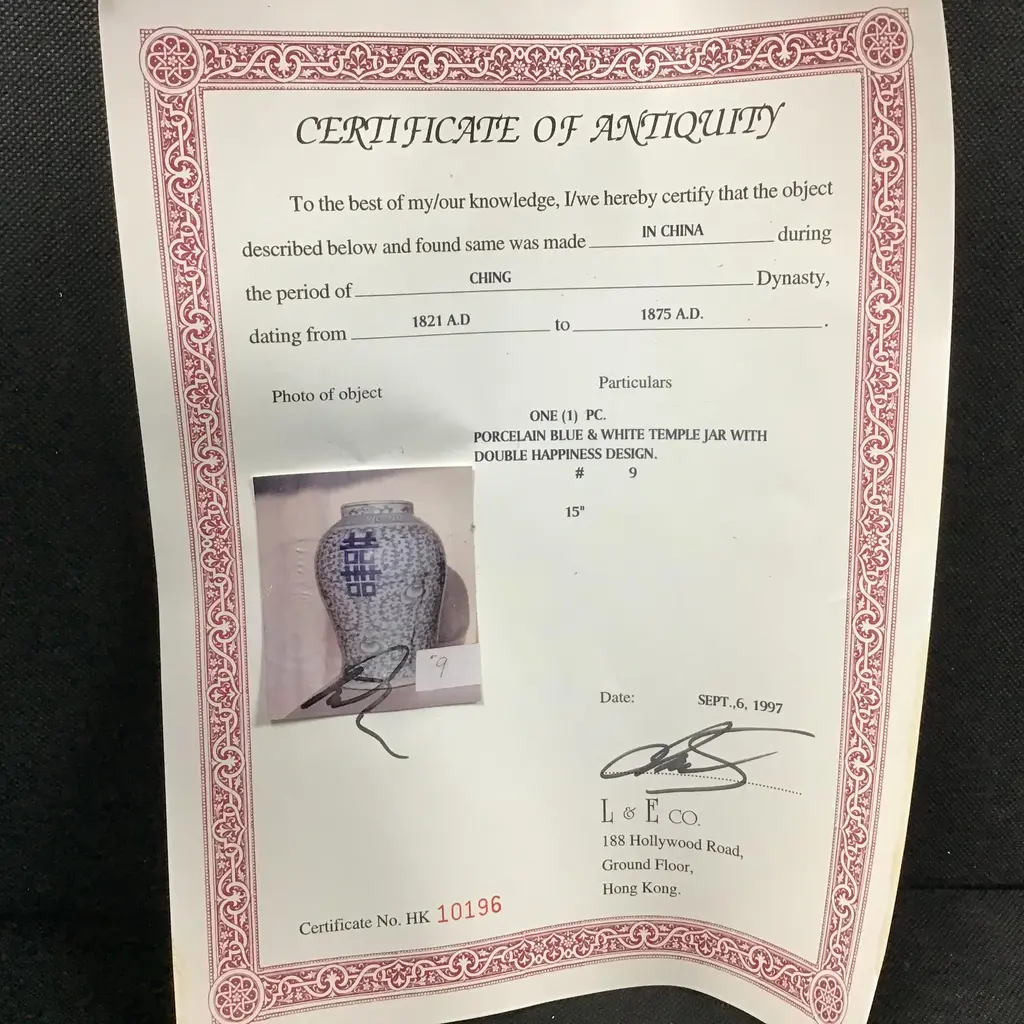 CERTIFICATE OF ANTIQUITY
To the best of my/our knowledge, I/we hereby certify that the object
described below and found same was made IN CHINA during
the period of CHING Dynasty,
dating from 1821 A.D to 1875 A.D.
Photo of object
Particulars
ONE (1) PC.
PORCELAIN BLUE & WHITE TEMPLE JAR WITH
DOUBLE HAPPINESS DESIGN.
# 9
15"
囍
"9
Date: SEPT.,6, 1997
L & E CO.
188 Hollywood Road,
Ground Floor,
Hong Kong.
Certificate No. HK 10196